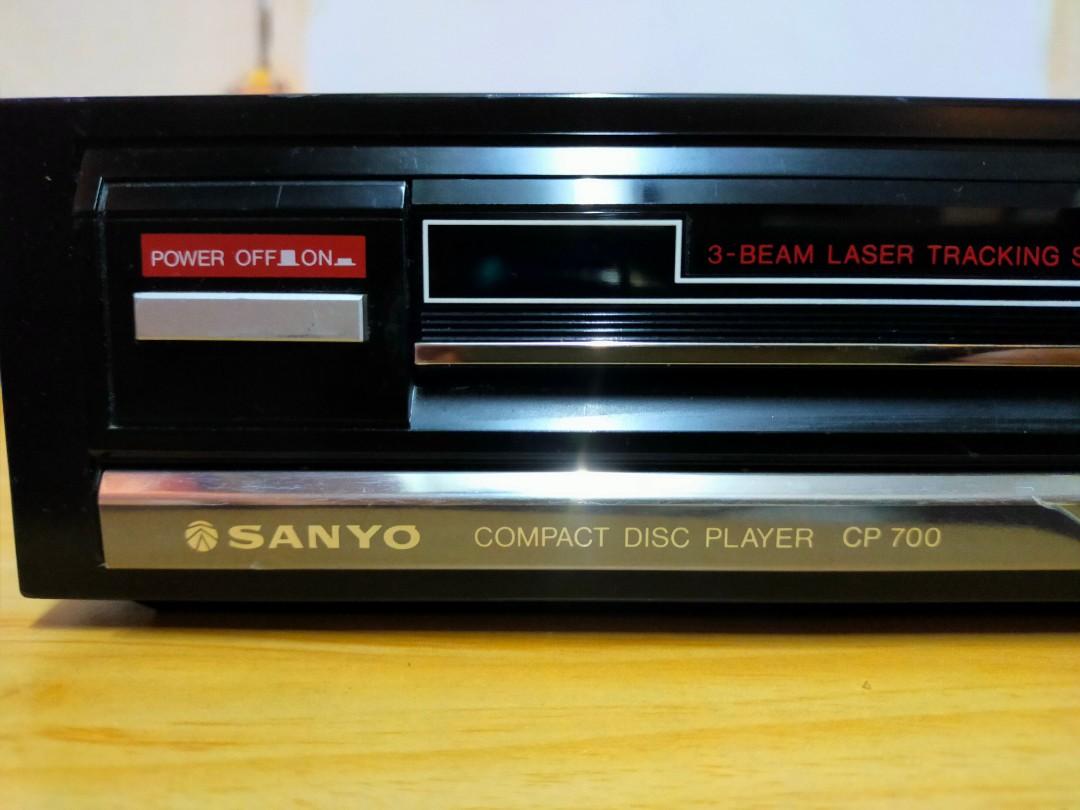 POWER OFF ON
3-BEAM LASER TRACKING
SANYO COMPACT DISC PLAYER CP 700